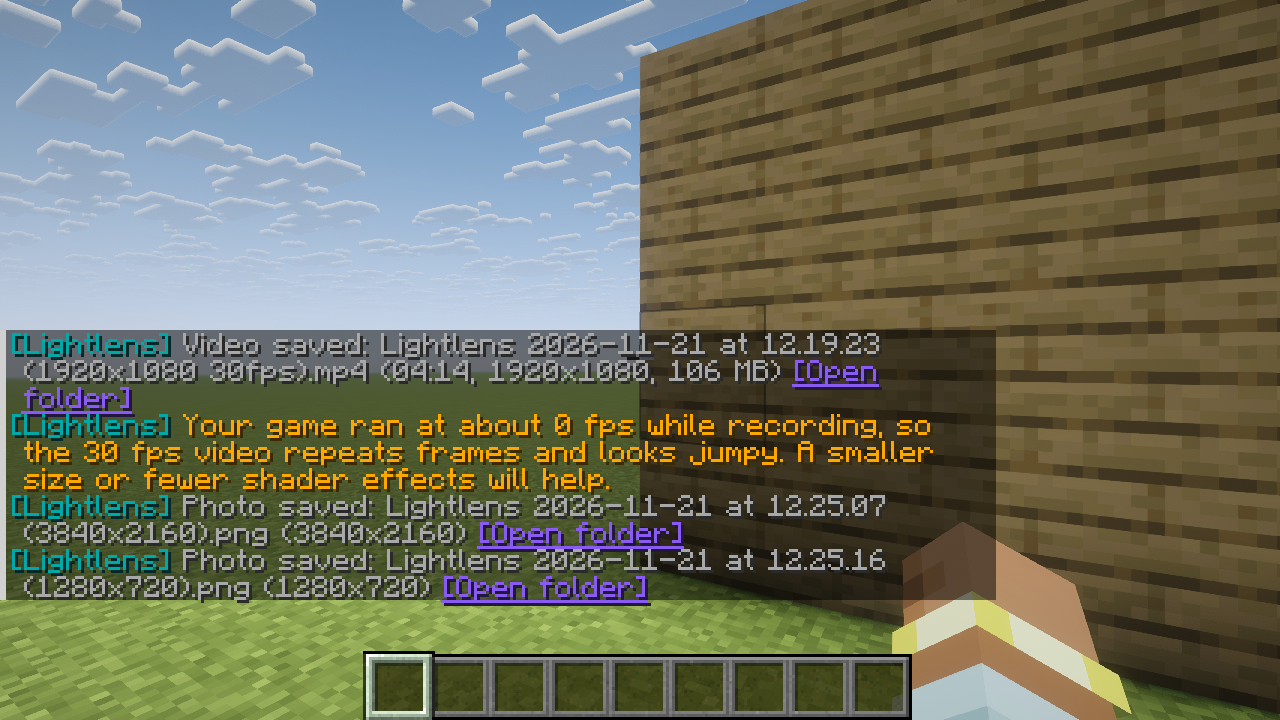 [Lightlens] Video saved: Lightlens 2026-11-21 at 12.19.23
(1920x1080 30fps).mp4 (04:14, 1920x1080, 106 MB) [Open
folder]
[Lightlens] Your game ran at about 0 fps while recording, so
the 30 fps video repeats frames and looks jumpy. A smaller
size or fewer shader effects will help.
[Lightlens] Photo saved: Lightlens 2026-11-21 at 12.25.07
(3840x2160).png (3840x2160) [Open folder]
[Lightlens] Photo saved: Lightlens 2026-11-21 at 12.25.16
(1280x720).png (1280x720) [Open folder]